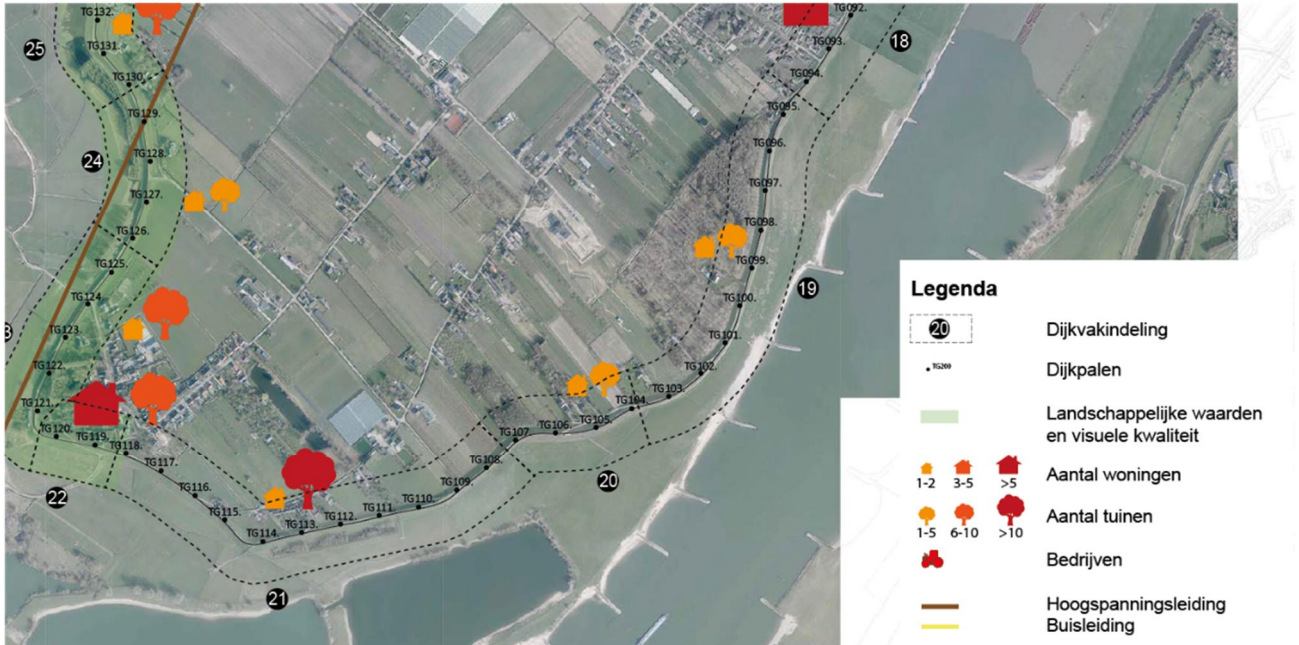 TG132.
TG131.
TG130.
TG129.
TG128.
TG127.
TG126.
TG125.
TG124.
TG123.
TG122.
TG121.
TG120.
TG119.
TG118.
TG117.
TG116.
TG115.
TG114.
TG113.
TG112.
TG111.
TG110.
TG109.
TG108.
TG107.
TG106.
TG105.
TG104.
TG103.
TG102.
TG101.
TG100.
TG099.
TG098.
TG097.
TG096.
TG095.
TG094.
TG093.
TG092.
25
24
22
21
20
19
18
Legenda
20 Dijkvakindeling
TG200 Dijkpalen
Landschappelijke waarden
en visuele kwaliteit
Aantal woningen
1-2 3-5 >5
Aantal tuinen
1-5 6-10 >10
Bedrijven
Hoogspanningsleiding
Buisleiding